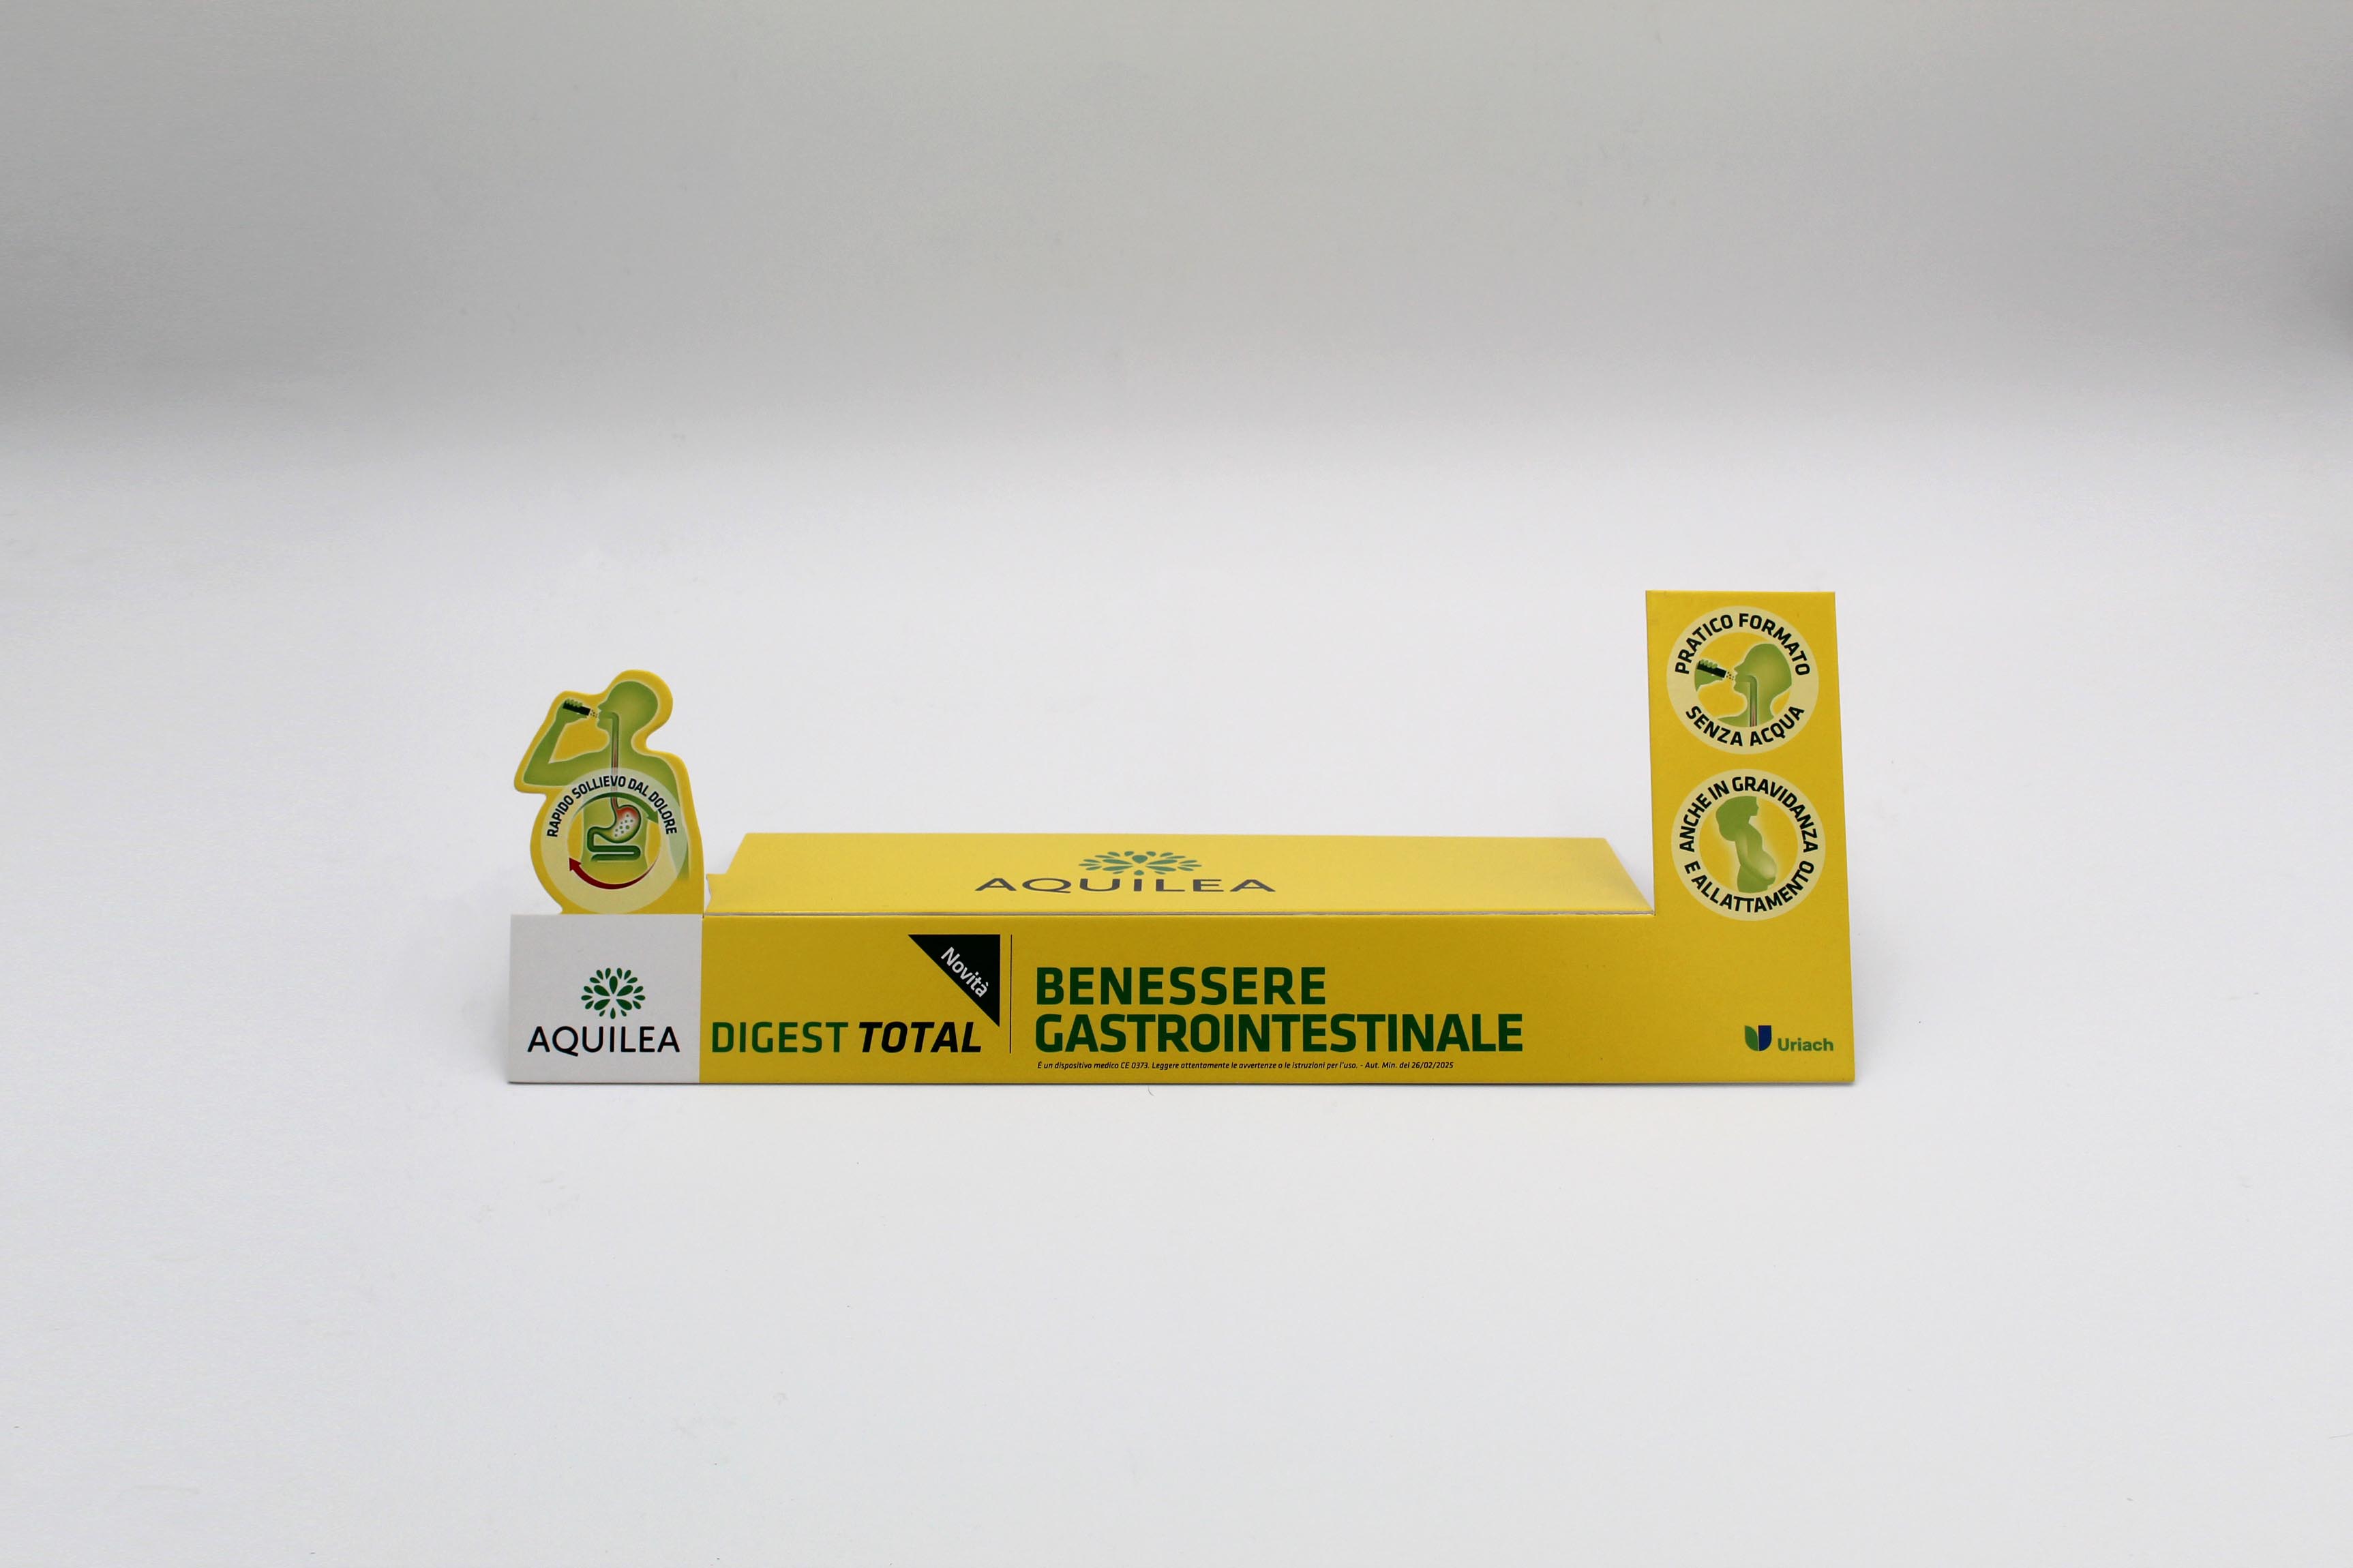 PRATICO FORMATO
SENZA ACQUA
RAPIDO SOLLIEVO DAL DOLORE
ANCHE IN GRAVIDANZA
E ALLATTAMENTO
AQUILEA
AQUILEA
DIGEST TOTAL
Novità
BENESSERE
GASTROINTESTINALE
È un dispositivo medico CE 0373. Leggere attentamente le avvertenze o le istruzioni per l'uso. - Aut. Min. del 26/02/2025
Uriach